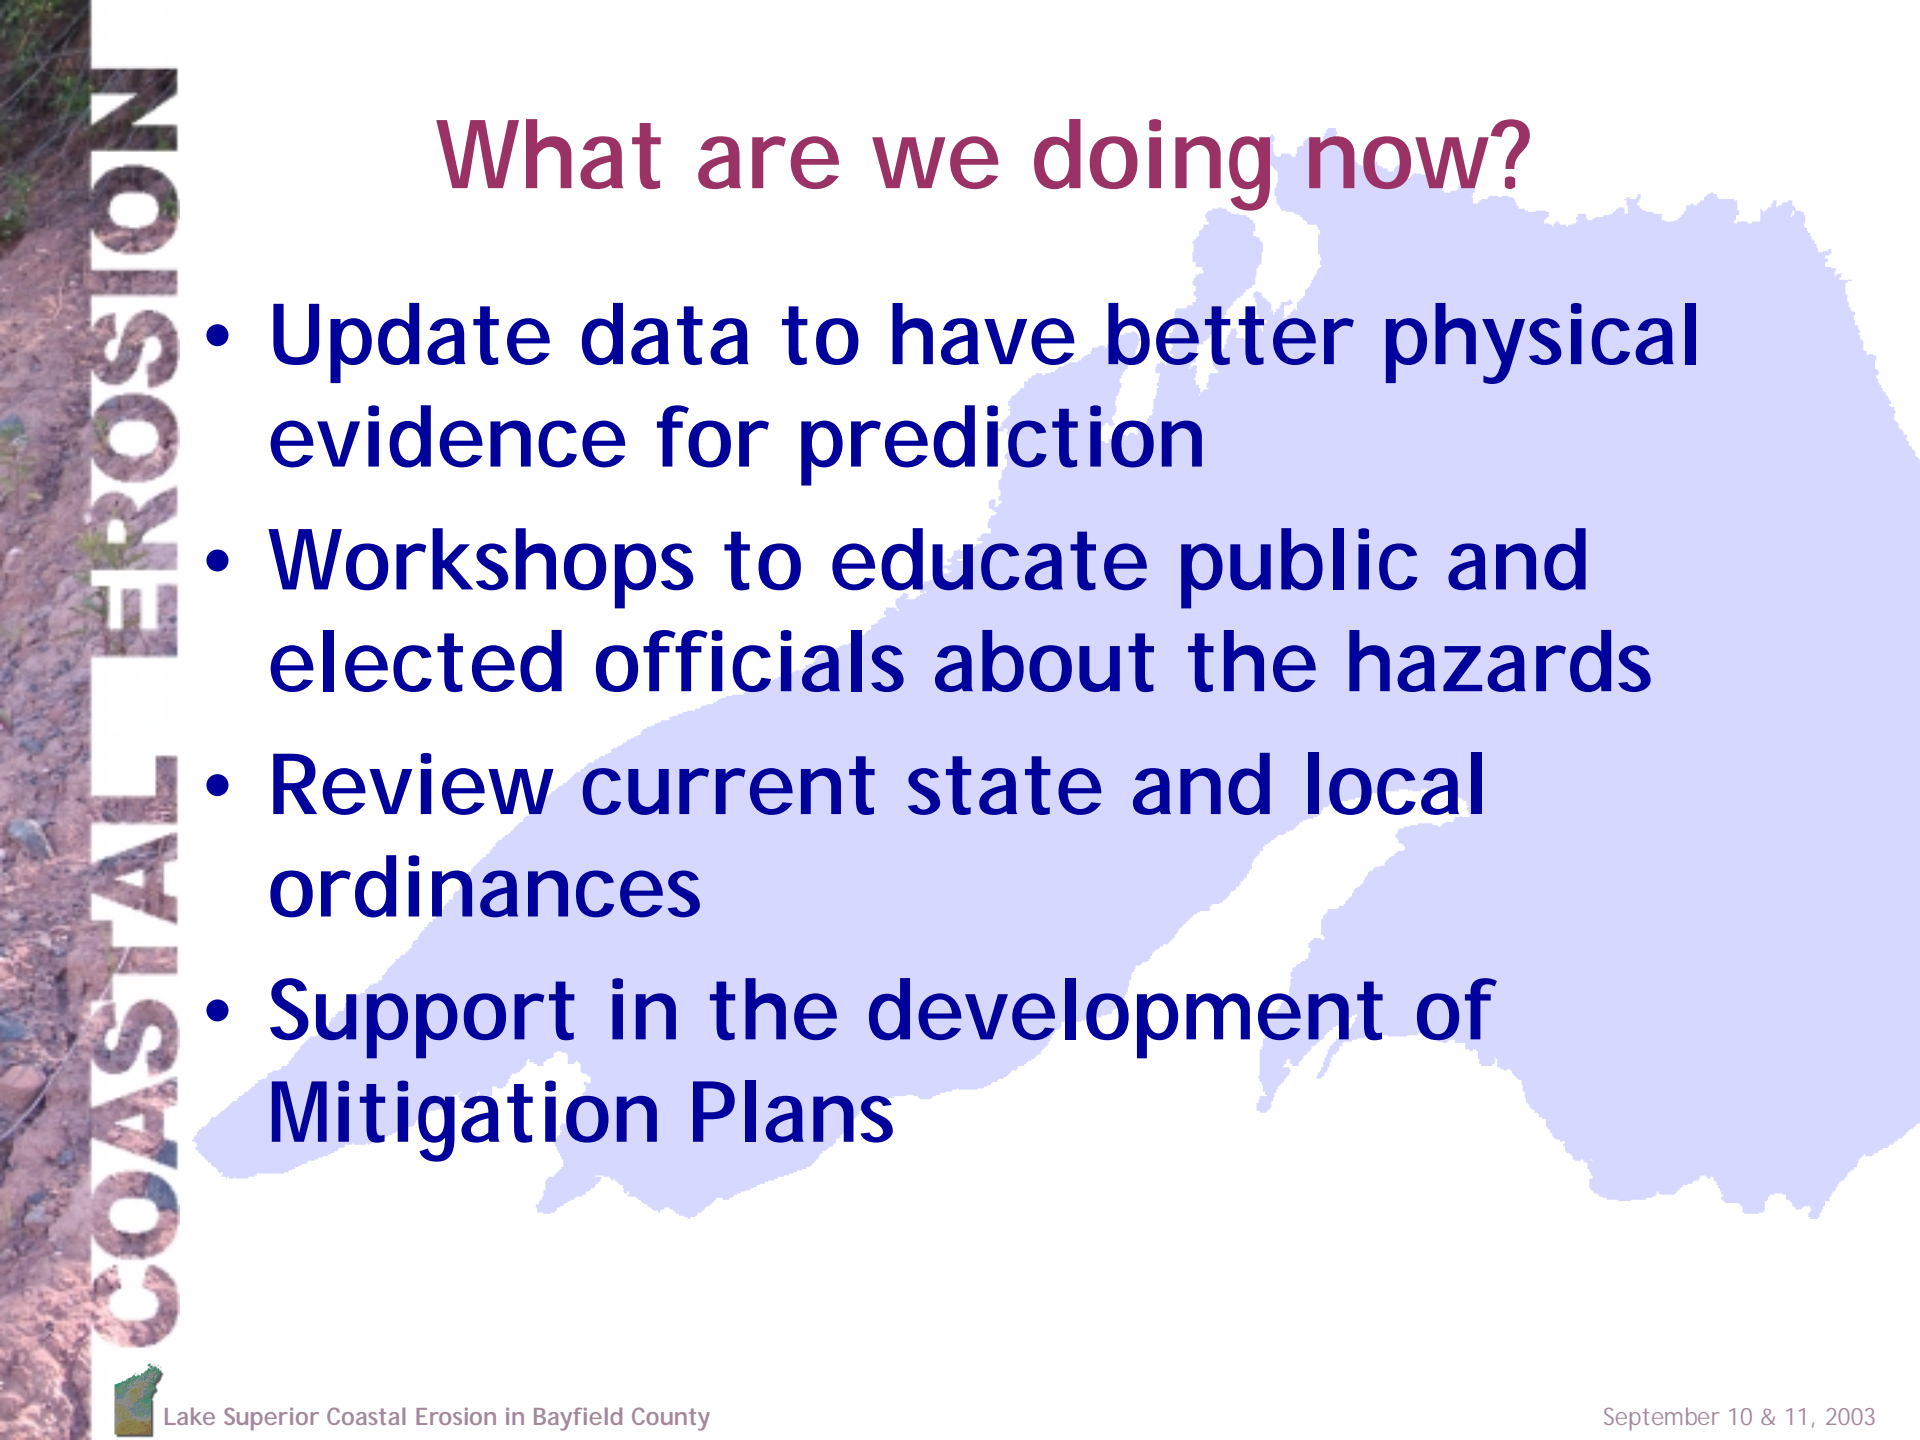 COASTAL EROSION
What are we doing now?
• Update data to have better physical
evidence for prediction
• Workshops to educate public and
elected officials about the hazards
• Review current state and local
ordinances
• Support in the development of
Mitigation Plans
Lake Superior Coastal Erosion in Bayfield County
September 10 & 11, 2003